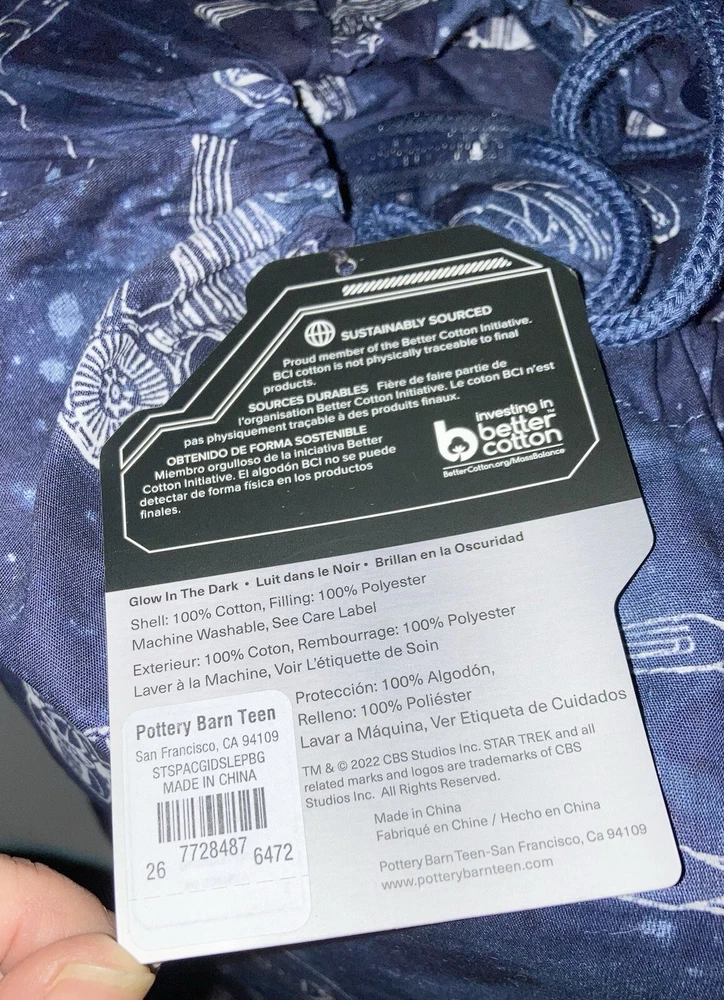 SUSTAINABLY SOURCED
Proud member of the Better Cotton Initiative.
BCI cotton is not physically traceable to final
products.
SOURCES DURABLES Fière de faire partie de
l'organisation Better Cotton Initiative. Le coton BCI n'est
pas physiquement traçable à des produits finaux.
OBTENIDO DE FORMA SOSTENIBLE
Miembro orgulloso de la iniciativa Better
Cotton Initiative. El algodón BCI no se puede
detectar de forma física en los productos
finales.
investing in
better
cotton™
BetterCotton.org/MassBalance
Glow In The Dark • Luit dans le Noir • Brillan en la Oscuridad
Shell: 100% Cotton, Filling: 100% Polyester
Machine Washable, See Care Label
Exterieur: 100% Coton, Rembourrage: 100% Polyester
Laver à la Machine, Voir L'étiquette de Soin
Protección: 100% Algodón,
Relleno: 100% Poliéster
Lavar a Máquina, Ver Etiqueta de Cuidados
TM & © 2022 CBS Studios Inc. STAR TREK and all
related marks and logos are trademarks of CBS
Studios Inc. All Rights Reserved.
Made in China
Fabriqué en Chine / Hecho en China
Pottery Barn Teen-San Francisco, Ca 94109
www.potterybarnteen.com
Pottery Barn Teen
San Francisco, CA 94109
STSPACGIDSLEPBG
MADE IN CHINA
26 7728487 6472